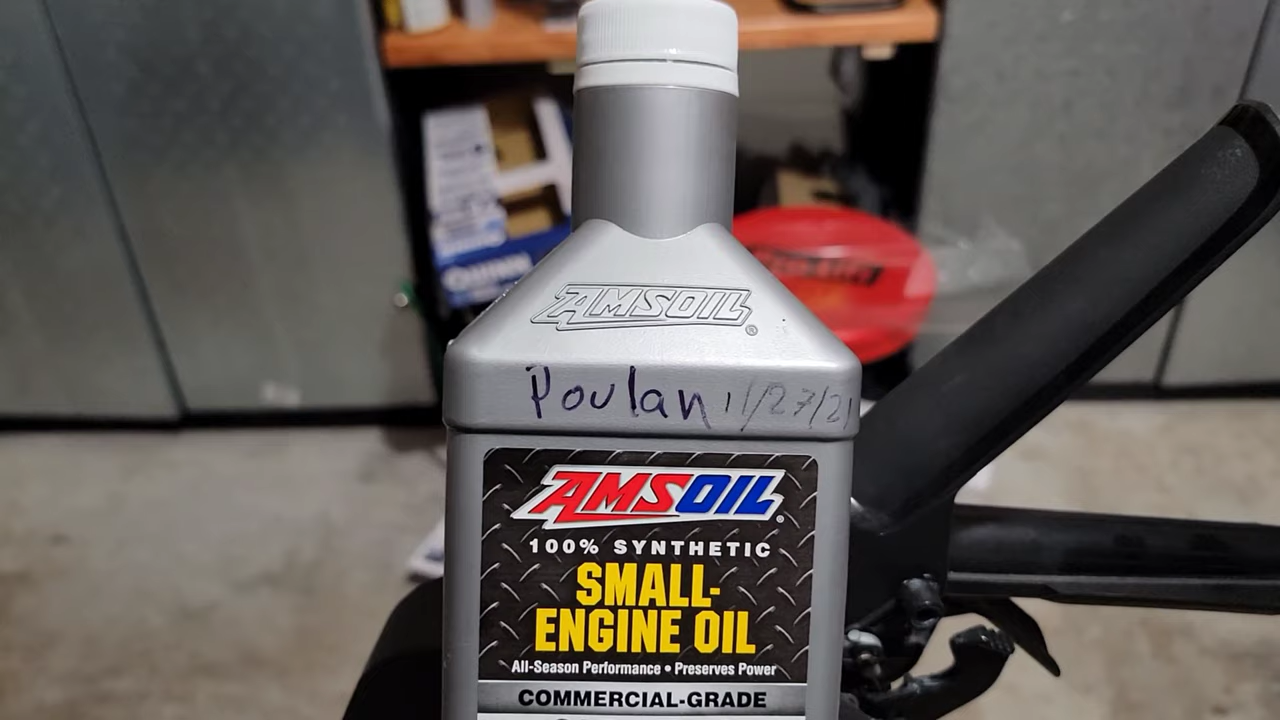 AMSOIL®
Poulan 11/27/21
AMSOIL®
100% SYNTHETIC
SMALL-
ENGINE OIL
All-Season Performance • Preserves Power
COMMERCIAL-GRADE